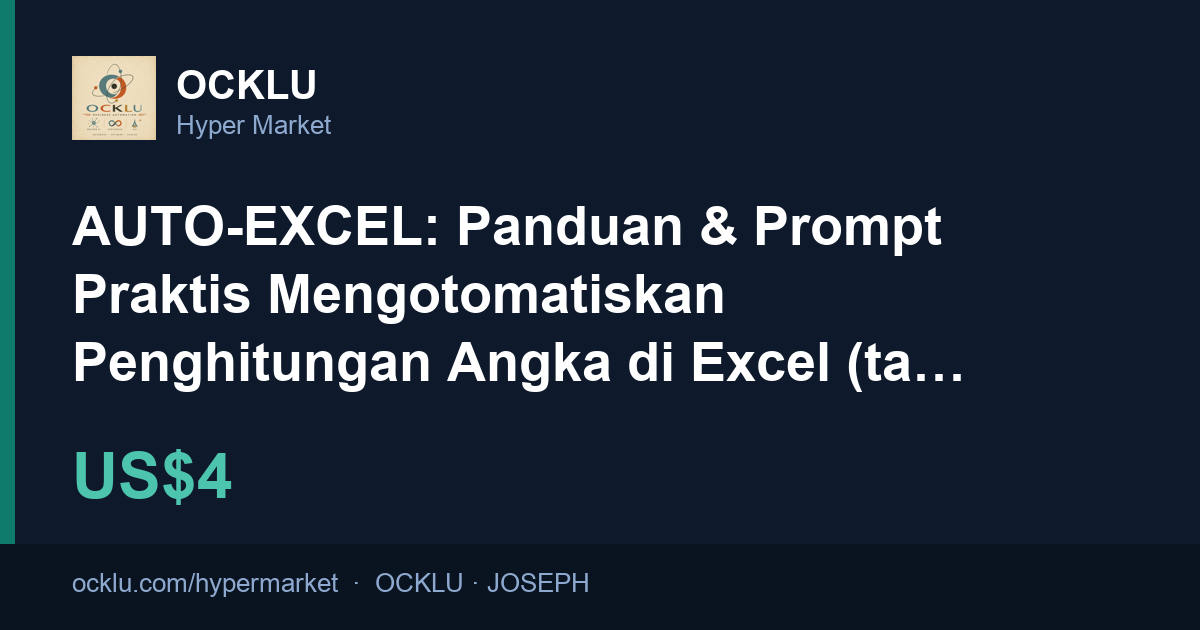 OCKLU
OCKLU
Hyper Market
AUTO-EXCEL: Panduan & Prompt
Praktis Mengotomatiskan
Penghitungan Angka di Excel (ta…
US$4
ocklu.com/hypermarket · OCKLU · JOSEPH